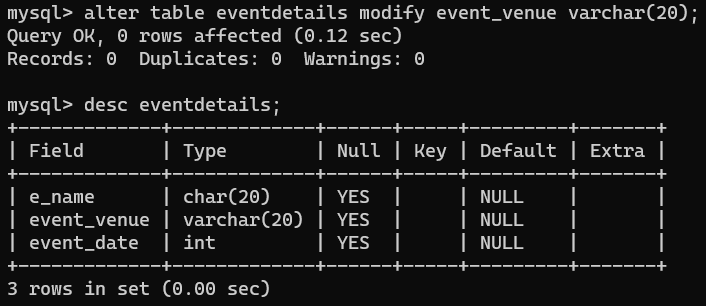 mysql> alter table eventdetails modify event_venue varchar(20);
Query OK, 0 rows affected (0.12 sec)
Records: 0  Duplicates: 0  Warnings: 0

mysql> desc eventdetails;
+-------------+-------------+------+-----+---------+-------+
| Field       | Type        | Null | Key | Default | Extra |
+-------------+-------------+------+-----+---------+-------+
| e_name      | char(20)    | YES  |     | NULL    |       |
| event_venue | varchar(20) | YES  |     | NULL    |       |
| event_date  | int         | YES  |     | NULL    |       |
+-------------+-------------+------+-----+---------+-------+
3 rows in set (0.00 sec)